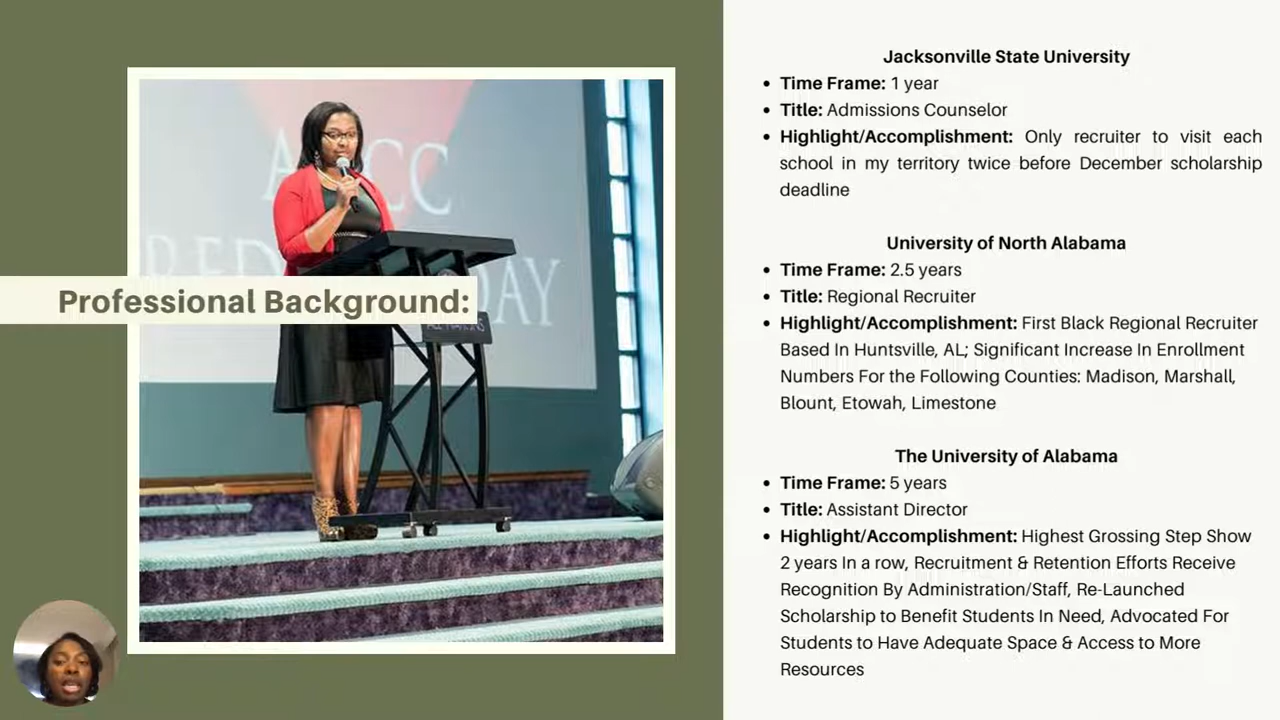 Jacksonville State University
• Time Frame: 1 year
• Title: Admissions Counselor
• Highlight/Accomplishment: Only recruiter to visit each
school in my territory twice before December scholarship
deadline
University of North Alabama
• Time Frame: 2.5 years
• Title: Regional Recruiter
• Highlight/Accomplishment: First Black Regional Recruiter
Based In Huntsville, AL; Significant Increase In Enrollment
Numbers For the Following Counties: Madison, Marshall,
Blount, Etowah, Limestone
The University of Alabama
• Time Frame: 5 years
• Title: Assistant Director
• Highlight/Accomplishment: Highest Grossing Step Show
2 years In a row, Recruitment & Retention Efforts Receive
Recognition By Administration/Staff, Re-Launched
Scholarship to Benefit Students In Need, Advocated For
Students to Have Adequate Space & Access to More
Resources
Professional Background:
DAY